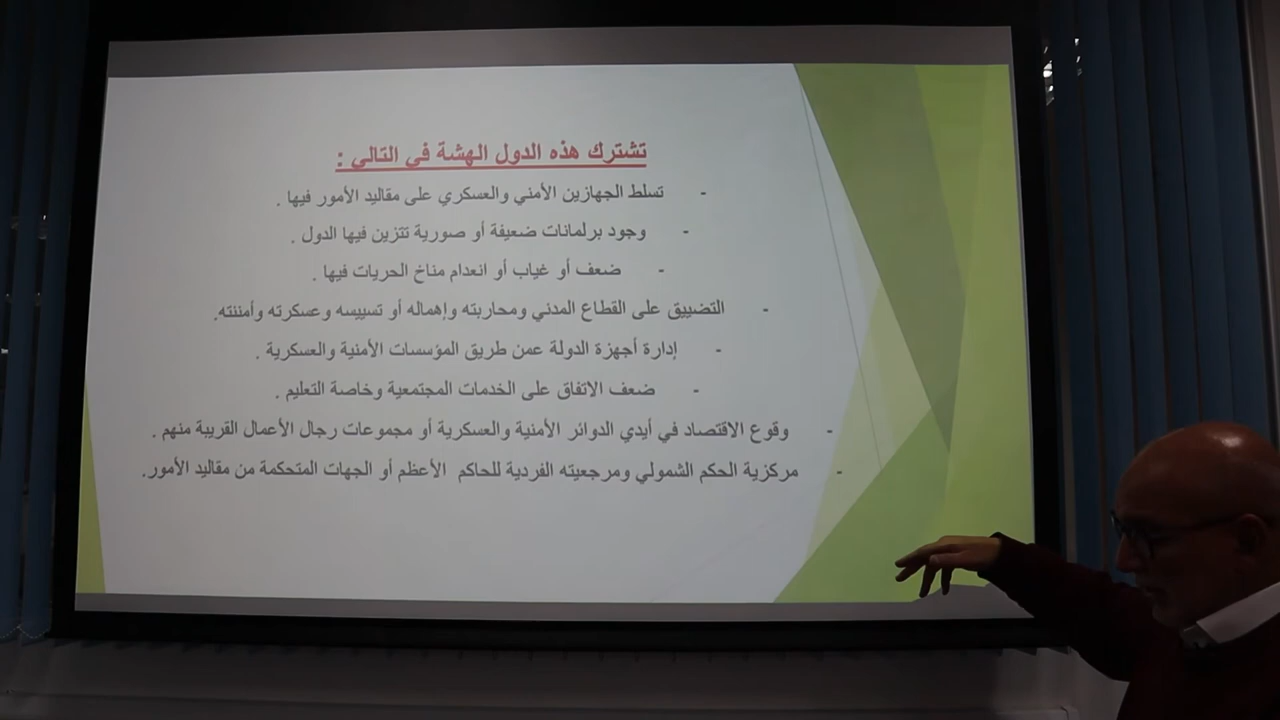 تشترك هذه الدول الهشة في التالي :
- تسلط الجهازين الأمني والعسكري على مقاليد الأمور فيها .
- وجود برلمانات ضعيفة أو صورية تتزين فيها الدول .
- ضعف أو غياب أو انعدام مناخ الحريات فيها .
- التضييق على القطاع المدني ومحاربته وإهماله أو تسييسه وعسكرته وأمننته.
- إدارة أجهزة الدولة عمن طريق المؤسسات الأمنية والعسكرية .
- ضعف الاتفاق على الخدمات المجتمعية وخاصة التعليم .
- وقوع الاقتصاد في أيدي الدوائر الأمنية والعسكرية أو مجموعات رجال الأعمال القريبة منهم .
- مركزية الحكم الشمولي ومرجعيته الفردية للحاكم الأعظم أو الجهات المتحكمة من مقاليد الأمور.